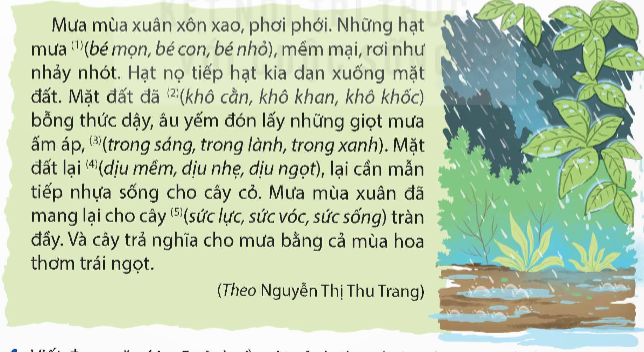 Mưa mùa xuân xôn xao, phơi phới. Những hạt
mưa (1)(bé mọn, bé con, bé nhỏ), mềm mại, rơi như
nhảy nhót. Hạt nọ tiếp hạt kia đan xuống mặt
đất. Mặt đất đã (2)(khô cằn, khô khan, khô khốc)
bỗng thức dậy, âu yếm đón lấy những giọt mưa
ấm áp, (3)(trong sáng, trong lành, trong xanh). Mặt
đất lại (4)(dịu mềm, dịu nhẹ, dịu ngọt), lại cần mẫn
tiếp nhựa sống cho cây cỏ. Mưa mùa xuân đã
mang lại cho cây (5)(sức lực, sức vóc, sức sống) tràn
đầy. Và cây trả nghĩa cho mưa bằng cả mùa hoa
thơm trái ngọt.
(Theo Nguyễn Thị Thu Trang)